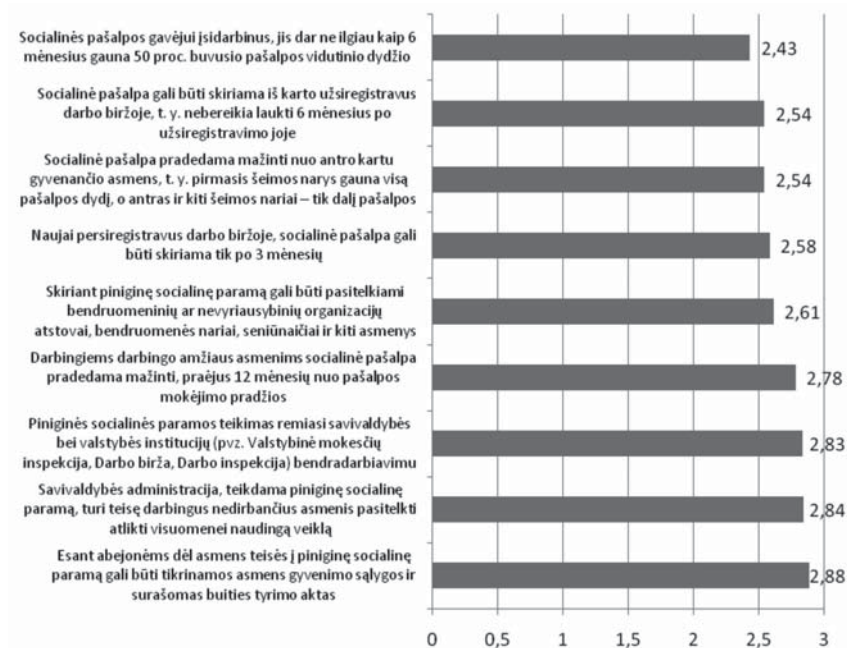 Socialinės pašalpos gavėjui įsidarbinus, jis dar ne ilgiau kaip 6
mėnesius gauna 50 proc. buvusio pašalpos vidutinio dydžio
2,43
Socialinė pašalpa gali būti skiriama iš karto užsiregistravus
darbo biržoje, t. y. nebereikia laukti 6 mėnesius po
užsiregistravimo joje
2,54
Socialinė pašalpa pradedama mažinti nuo antro kartu
gyvenančio asmens, t. y. pirmasis šeimos narys gauna visą
pašalpos dydį, o antras ir kiti šeimos nariai – tik dalį pašalpos
2,54
Naujai persiregistravus darbo biržoje, socialinė pašalpa gali
būti skiriama tik po 3 mėnesių
2,58
Skiriant piniginę socialinę paramą gali būti pasitelkiami
bendruomeninių ar nevyriausybinių organizacijų
atstovai, bendruomenės nariai, seniūnaičiai ir kiti asmenys
2,61
Darbingiems darbingo amžiaus asmenims socialinė pašalpa
pradedama mažinti, praėjus 12 mėnesių nuo pašalpos
mokėjimo pradžios
2,78
Piniginės socialinės paramos teikimas remiasi savivaldybės
bei valstybės institucijų (pvz. Valstybinė mokesčių
inspekcija, Darbo birža, Darbo inspekcija) bendradarbiavimu
2,83
Savivaldybės administracija, teikdama piniginę socialinę
paramą, turi teisę darbingus nedirbančius asmenis pasitelkti
atlikti visuomenei naudingą veiklą
2,84
Esant abejonėms dėl asmens teisės į piniginę socialinę
paramą gali būti tikrinamos asmens gyvenimo sąlygos ir
surašomas buities tyrimo aktas
2,88
0 0,5 1 1,5 2 2,5 3